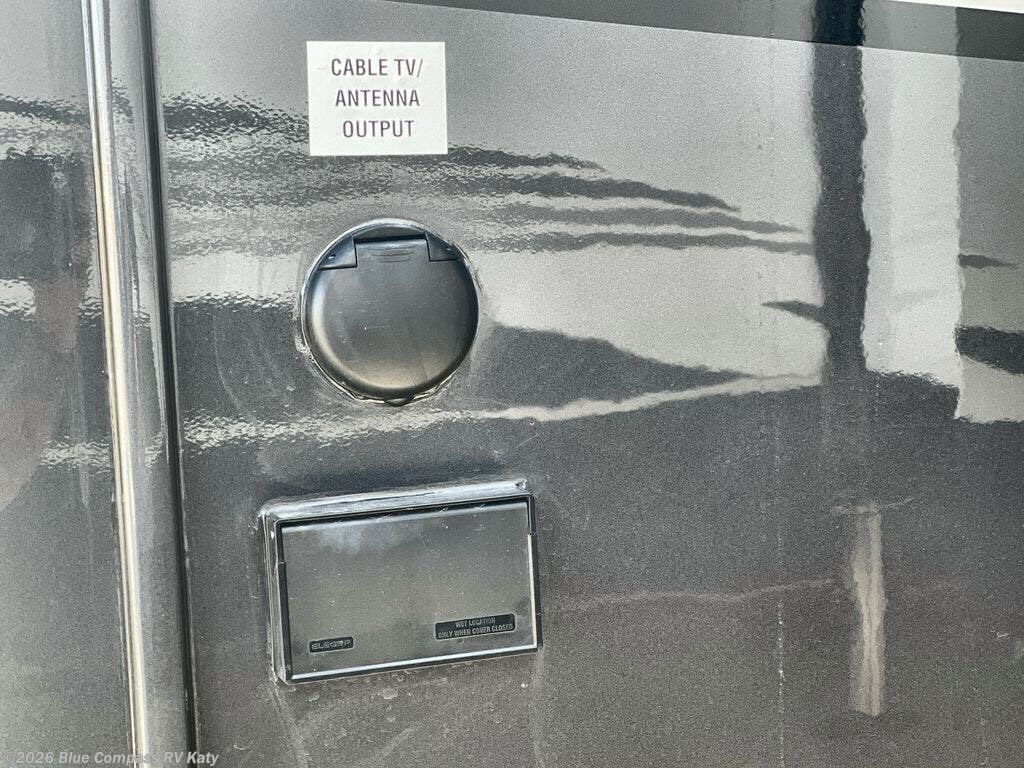 CABLE TV/
ANTENNA
OUTPUT
ELEGRP
WET LOCATION
ONLY WHEN COVER CLOSED
©2026 Blue Compass RV Katy